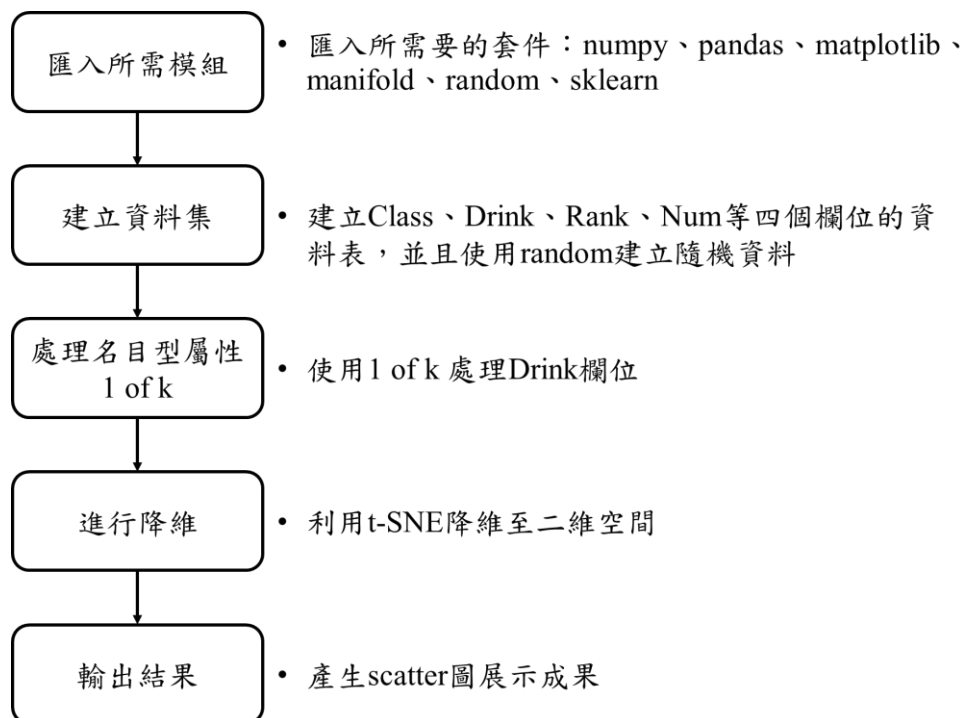 匯入所需模組
• 匯入所需要的套件：numpy、pandas、matplotlib、
manifold、random、sklearn
建立資料集
• 建立Class、Drink、Rank、Num等四個欄位的資
料表，並且使用random建立隨機資料
處理名目型屬性
1 of k
• 使用1 of k 處理Drink欄位
進行降維
• 利用t-SNE降維至二維空間
輸出結果
• 產生scatter圖展示成果